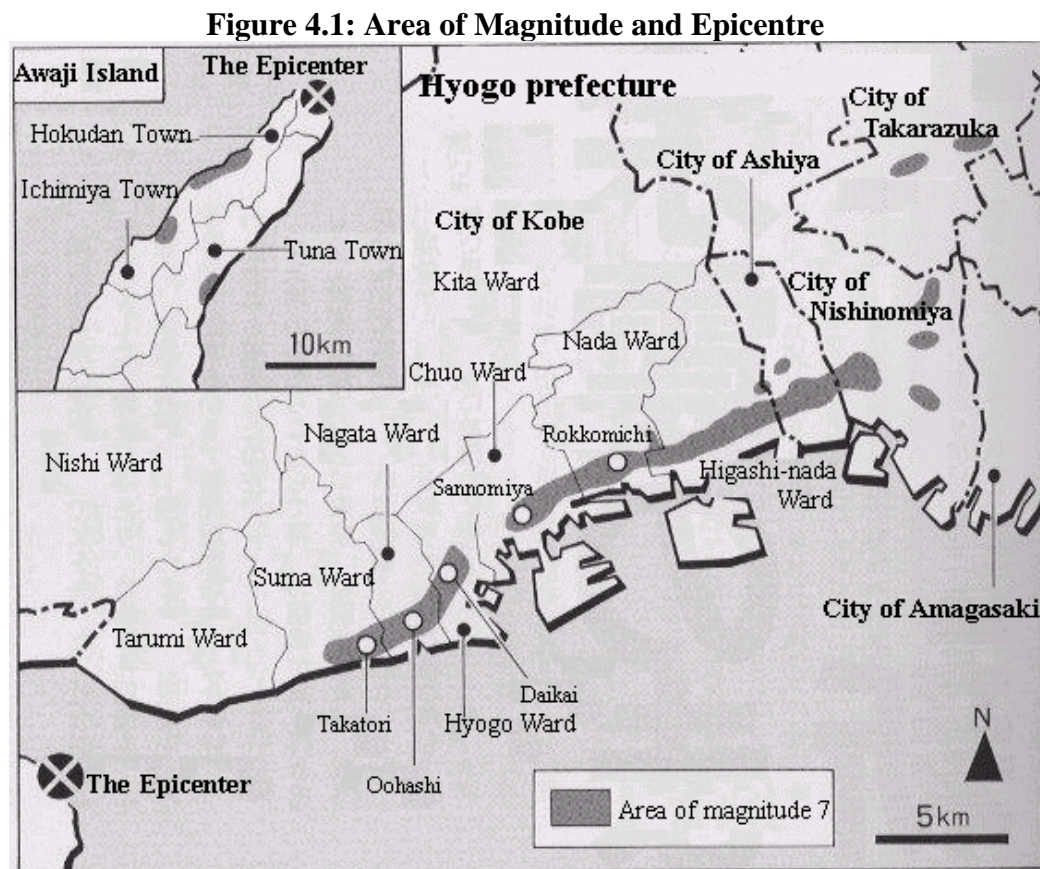 Figure 4.1: Area of Magnitude and Epicentre
Awaji Island
The Epicenter
Hokudan Town
Ichimiya Town
Tuna Town
10km
Hyogo prefecture
City of
Takarazuka
City of Ashiya
City of Kobe
Kita Ward
City of
Nishinomiya
Nada Ward
Chuo Ward
Nagata Ward
Rokkomichi
Nishi Ward
Sannomiya
Higashi-nada
Ward
Suma Ward
City of Amagasaki
Tarumi Ward
Daikai
Takatori
Hyogo Ward
Oohashi
The Epicenter
N
Area of magnitude 7
5km